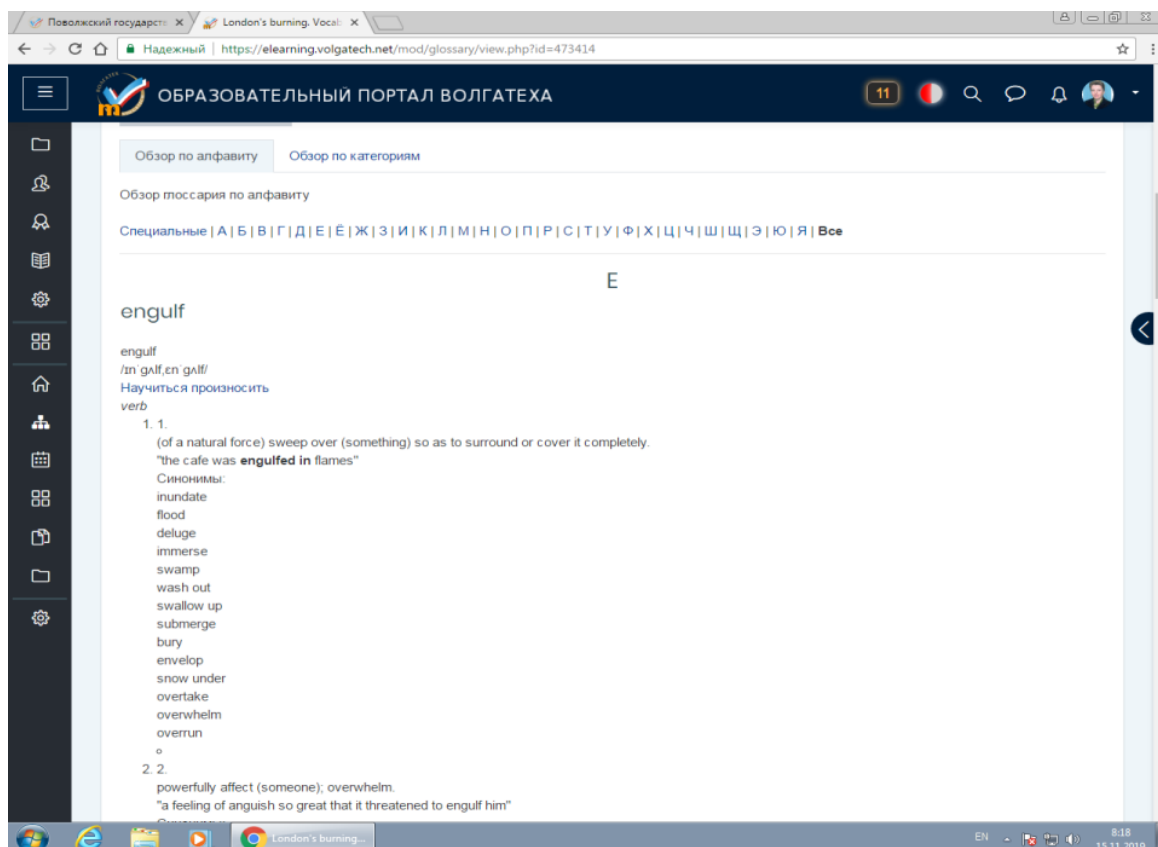 Поволжский государст
London's burning. Vocab
Надежный | https://elearning.volgatech.net/mod/glossary/view.php?id=473414
ОБРАЗОВАТЕЛЬНЫЙ ПОРТАЛ ВОЛГАТЕХА
11
Обзор по алфавиту
Обзор по категориям
Обзор глоссария по алфавиту
Специальные | А | Б | В | Г | Д | Е | Ё | Ж | З | И | К | Л | М | Н | О | П | Р | С | Т | У | Ф | Х | Ц | Ч | Ш | Щ | Э | Ю | Я | Все
E
engulf
engulf
/ɪnˈɡʌlf,ɛnˈɡʌlf/
Научиться произносить
verb
1. 1.
(of a natural force) sweep over (something) so as to surround or cover it completely.
"the cafe was engulfed in flames"
Синонимы:
inundate
flood
deluge
immerse
swamp
wash out
swallow up
submerge
bury
envelop
snow under
overtake
overwhelm
overrun
2. 2.
powerfully affect (someone); overwhelm.
"a feeling of anguish so great that it threatened to engulf him"
London's burning...
EN
8:18
15.11.2019